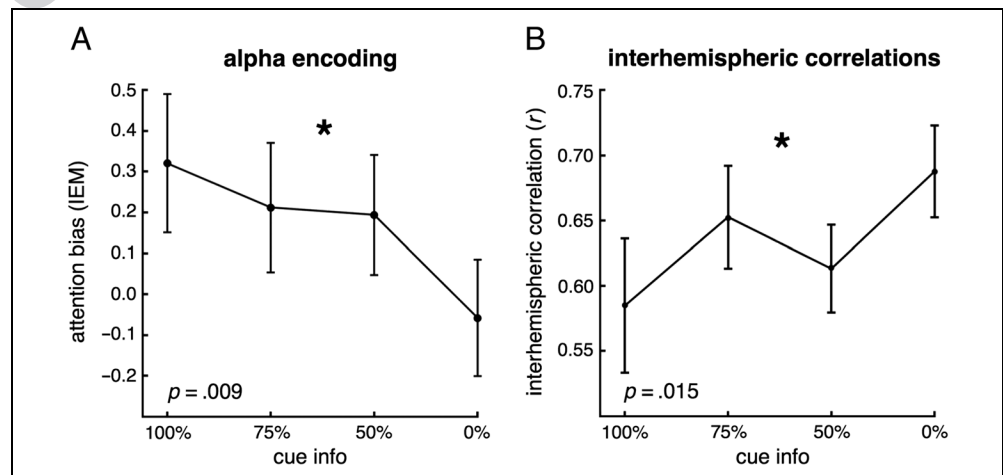 A
alpha encoding
attention bias (IEM)
0.5
0.4
0.3
0.2
0.1
0.0
−0.1
−0.2
*
p = .009
100% 75% 50% 0%
cue info
B
interhemispheric correlations
interhemispheric correlation (r)
0.75
0.70
0.65
0.60
0.55
*
p = .015
100% 75% 50% 0%
cue info